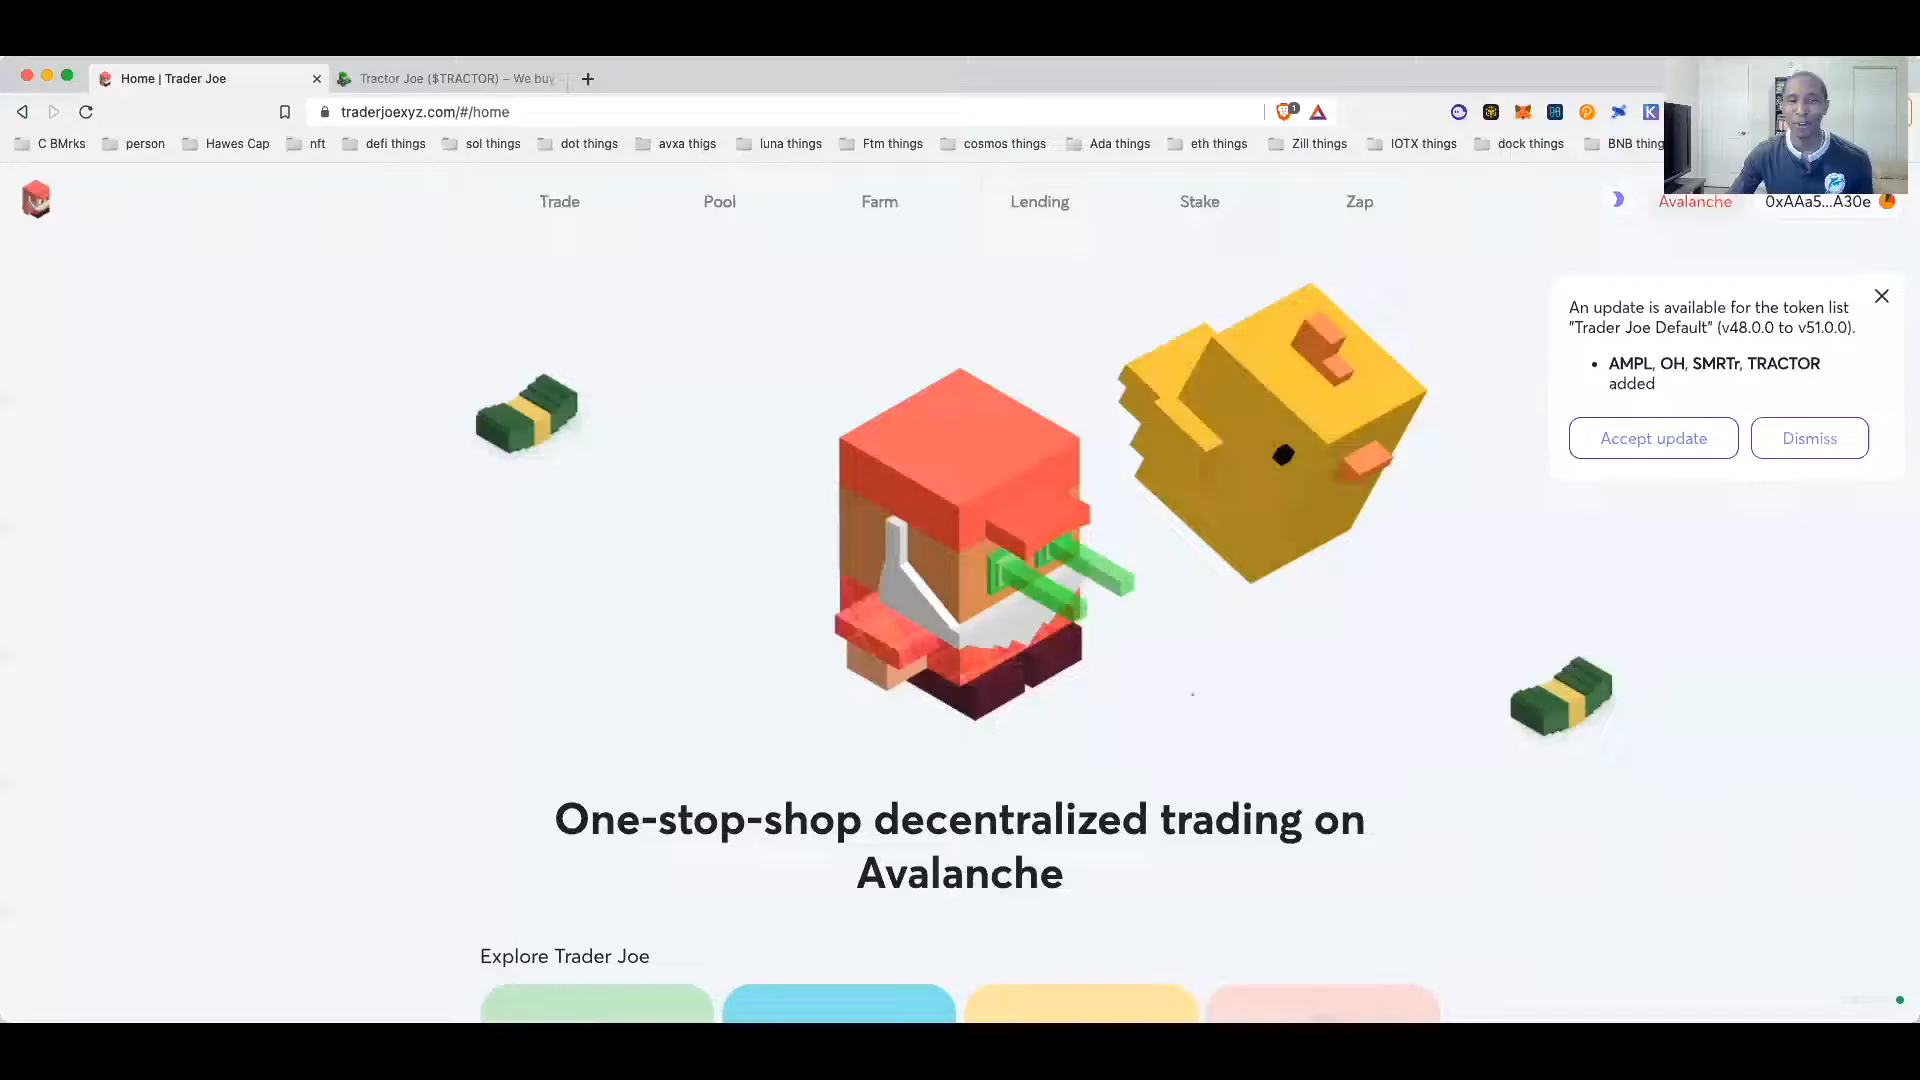 Home | Trader Joe
Tractor Joe ($TRACTOR) – We buy
traderjoexyz.com/#/home
1
C BMrks person Hawes Cap nft defi things sol things dot things avxa thigs luna things Ftm things cosmos things Ada things eth things Zill things IOTX things dock things BNB thing
Trade Pool Farm Lending Stake Zap Avalanche 0xAAa5...A30e
An update is available for the token list
"Trader Joe Default" (v48.0.0 to v51.0.0).
• AMPL, OH, SMRTr, TRACTOR
added
Accept update Dismiss
One-stop-shop decentralized trading on
Avalanche
Explore Trader Joe